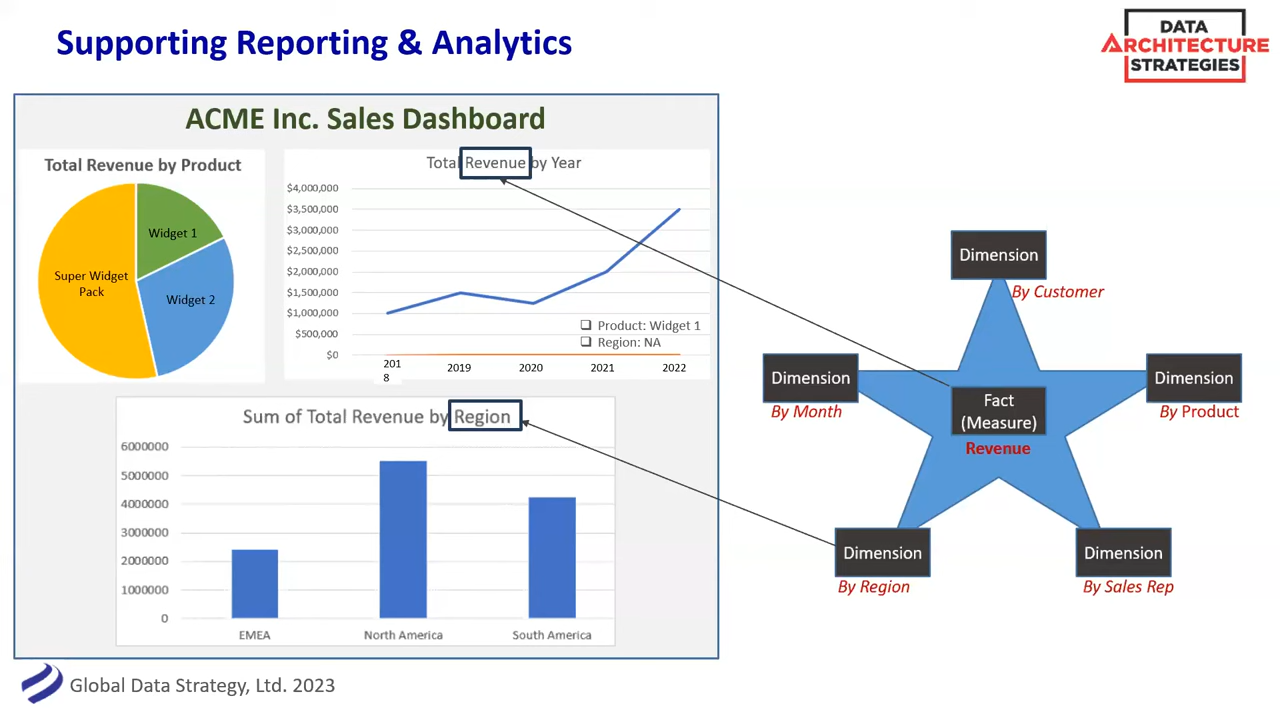 Supporting Reporting & Analytics
DATA
ARCHITECTURE
STRATEGIES
ACME Inc. Sales Dashboard
Total Revenue by Product
Widget 1
Super Widget
Pack
Widget 2
Total Revenue by Year
$4,000,000
$3,500,000
$3,000,000
$2,500,000
$2,000,000
$1,500,000
$1,000,000
$500,000
$0
Product: Widget 1
Region: NA
201
8
2019
2020
2021
2022
Sum of Total Revenue by Region
6000000
5000000
4000000
3000000
2000000
1000000
0
EMEA
North America
South America
Dimension
By Customer
Dimension
By Month
Dimension
By Product
Fact
(Measure)
Revenue
Dimension
By Region
Dimension
By Sales Rep
Global Data Strategy, Ltd. 2023